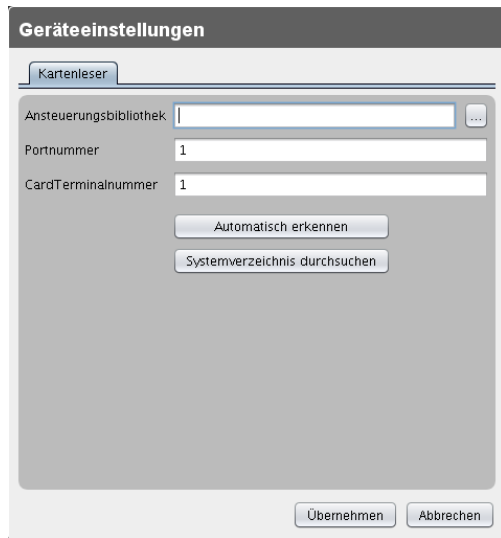 Geräteeinstellungen
Kartenleser
Ansteuerungsbibliothek ...
Portnummer 1
CardTerminalnummer 1
Automatisch erkennen
Systemverzeichnis durchsuchen
Übernehmen Abbrechen